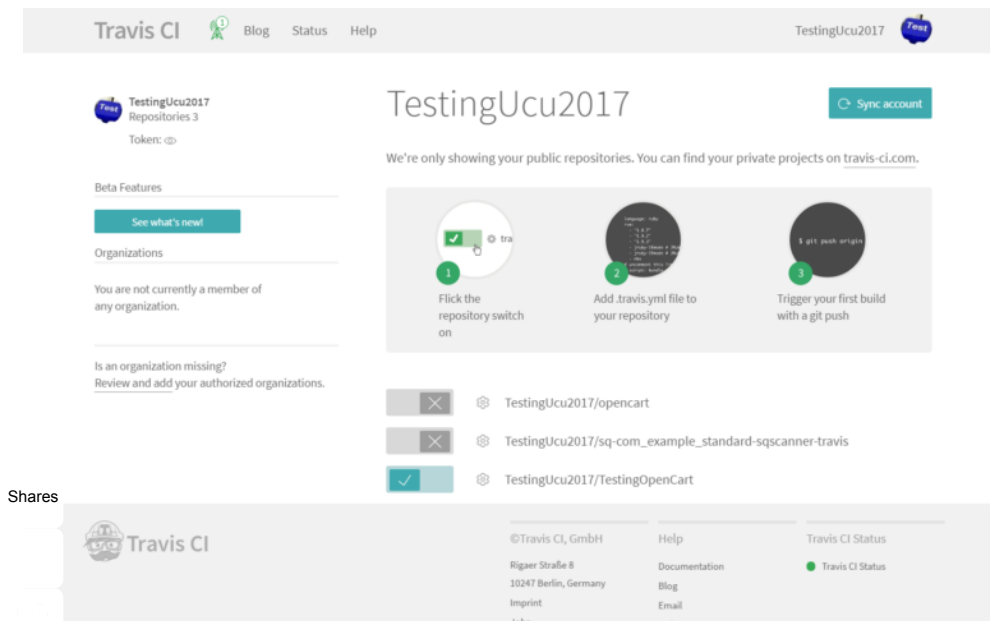 Travis CI
1
Blog
Status
Help
TestingUcu2017
Test
Test
TestingUcu2017
Repositories 3
Token:
Beta Features
See what's new!
Organizations
You are not currently a member of
any organization.
Is an organization missing?
Review and add your authorized organizations.
TestingUcu2017
Sync account
We're only showing your public repositories. You can find your private projects on travis-ci.com.
tra
1
Flick the
repository switch
on
2
Add .travis.yml file to
your repository
$ git push origin
3
Trigger your first build
with a git push
TestingUcu2017/opencart
TestingUcu2017/sq-com_example_standard-sqscanner-travis
TestingUcu2017/TestingOpenCart
Shares
Travis CI
©Travis CI, GmbH
Rigaer Straße 8
10247 Berlin, Germany
Imprint
Help
Documentation
Blog
Email
Travis CI Status
Travis CI Status